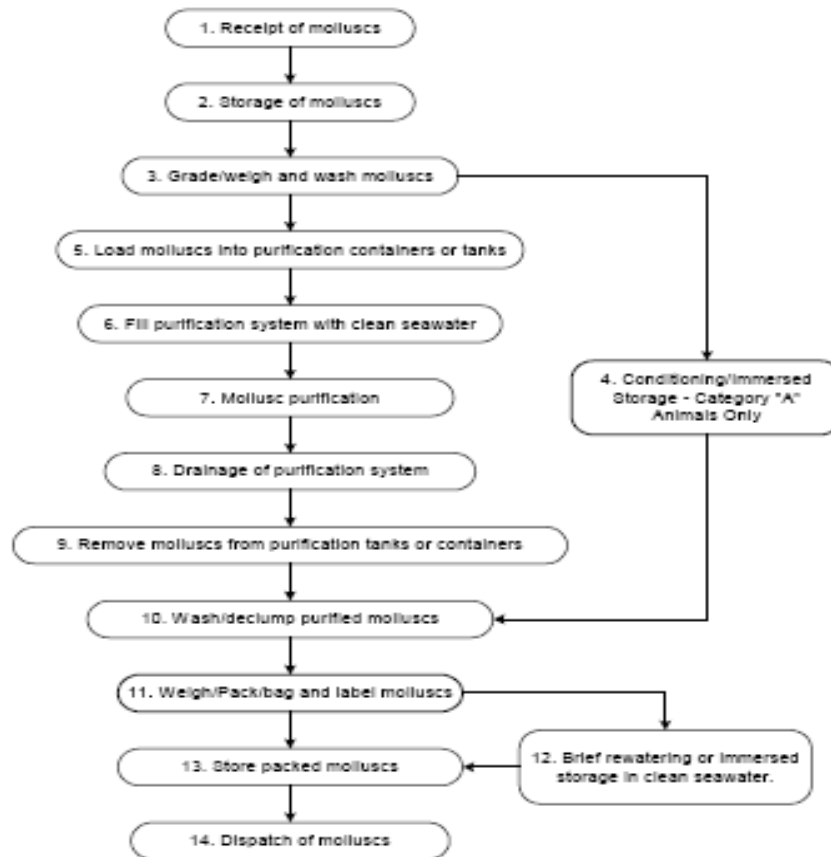 1. Receipt of molluscs
2. Storage of molluscs
3. Grade/weigh and wash molluscs
5. Load molluscs into purification containers or tanks
6. Fill purification system with clean seawater
4. Conditioning/Immersed
Storage - Category "A"
Animals Only
7. Mollusc purification
8. Drainage of purification system
9. Remove molluscs from purification tanks or containers
10. Wash/declump purified molluscs
11. Weigh/Pack/bag and label molluscs
12. Brief rewatering or immersed
storage in clean seawater.
13. Store packed molluscs
14. Dispatch of molluscs